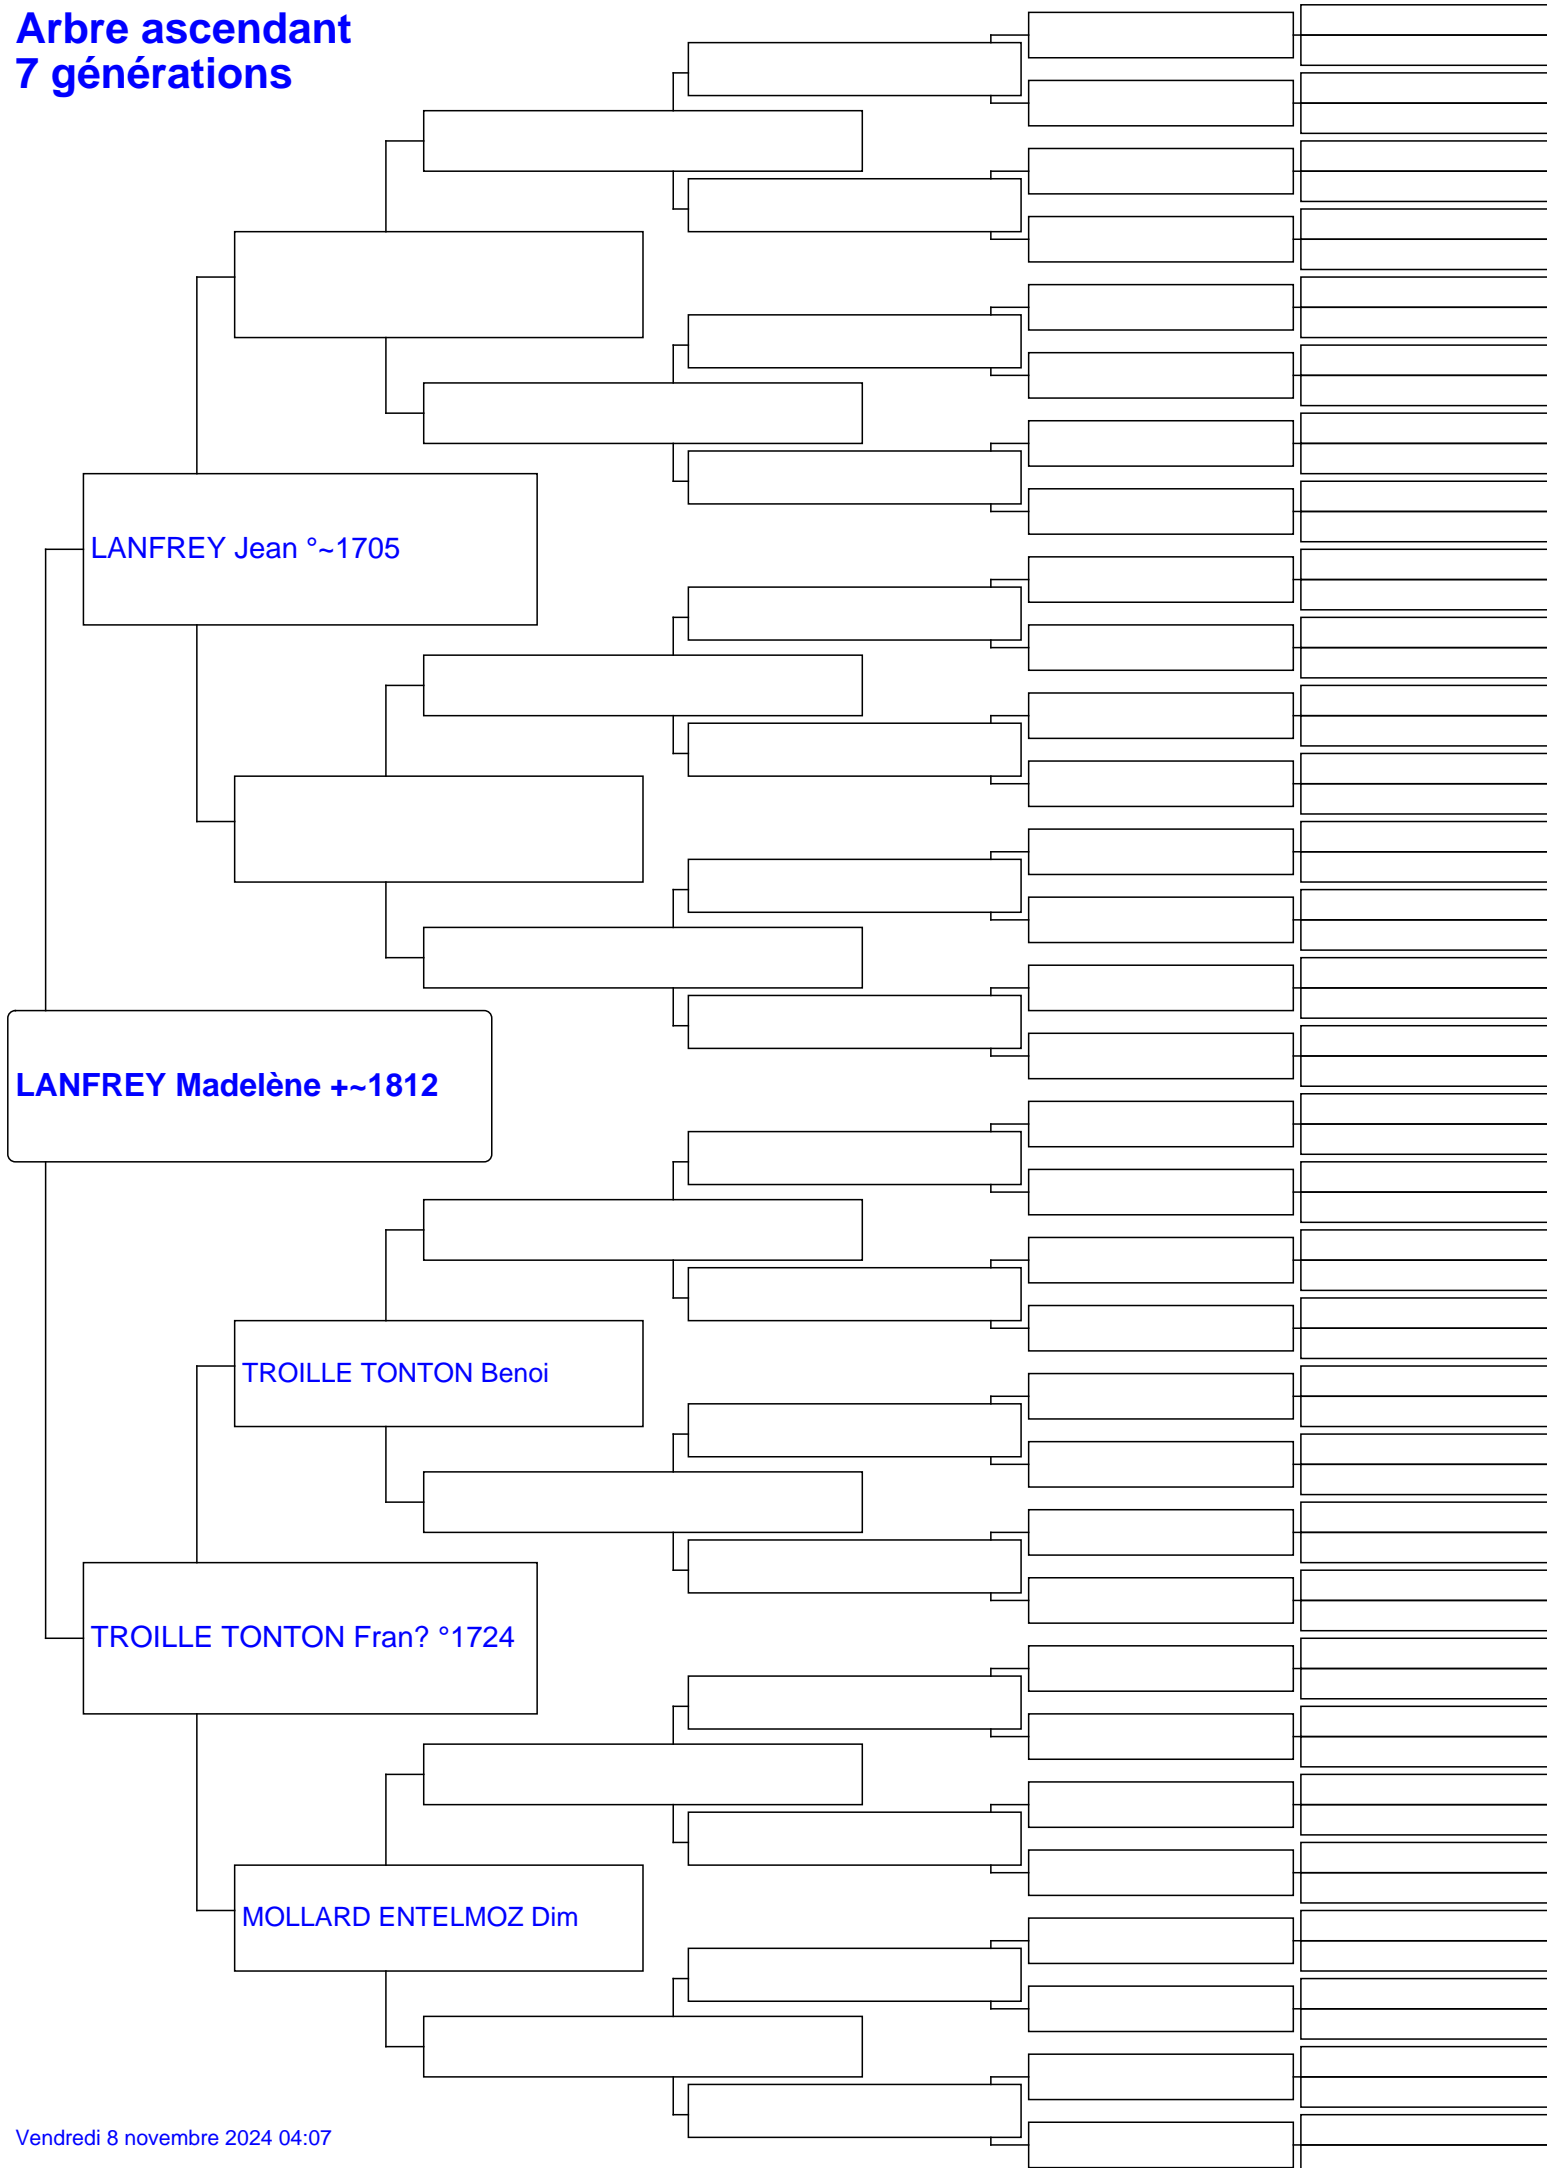 Arbre ascendant
7 générations
LANFREY Jean °~1705
LANFREY Madelène +~1812
TROILLE TONTON Benoi
TROILLE TONTON Fran? °1724
MOLLARD ENTELMOZ Dim
Vendredi 8 novembre 2024 04:07